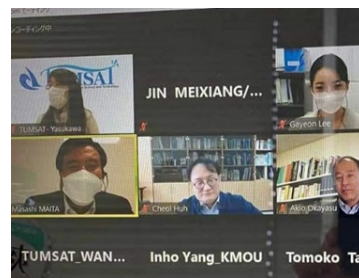 コーディング中
TUMSAT
TUMSAT- Yasukawa
JIN MEIXIANG/...
Gayeon Lee
Masashi MAITA
Cheol Huh
Akio Okayasu
TUMSAT_WAN...
Inho Yang_KMOU
Tomoko Ta